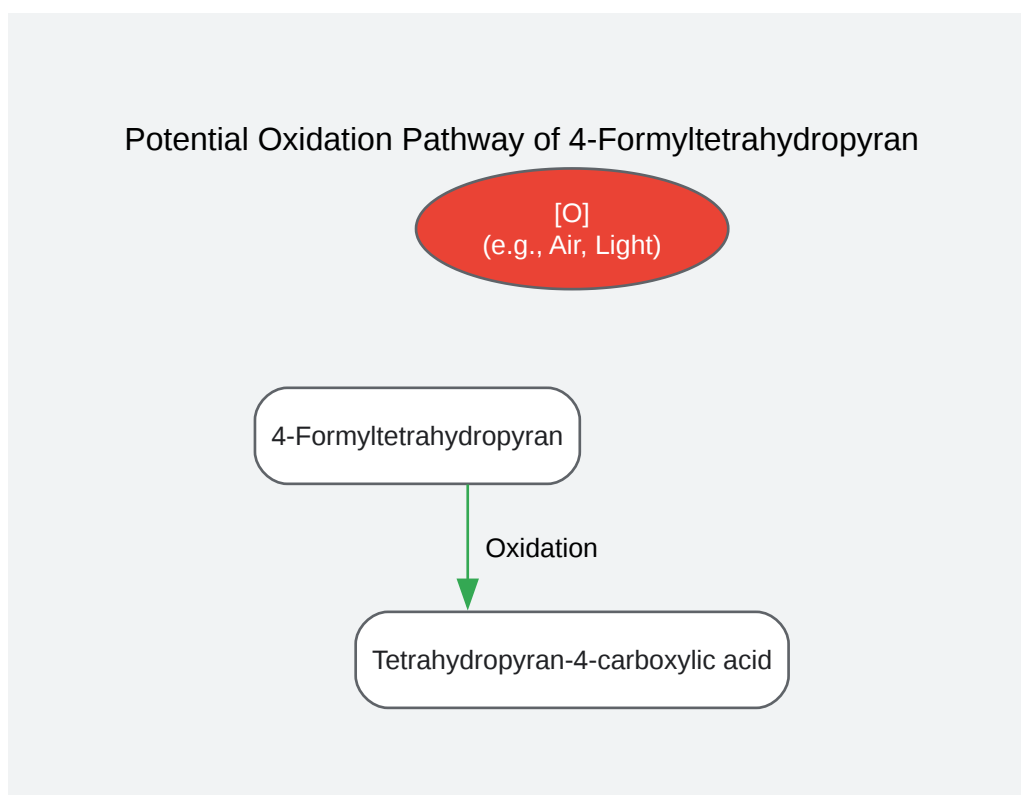 Potential Oxidation Pathway of 4-Formyltetrahydropyran
[O]
(e.g., Air, Light)
4-Formyltetrahydropyran
Oxidation
Tetrahydropyran-4-carboxylic acid